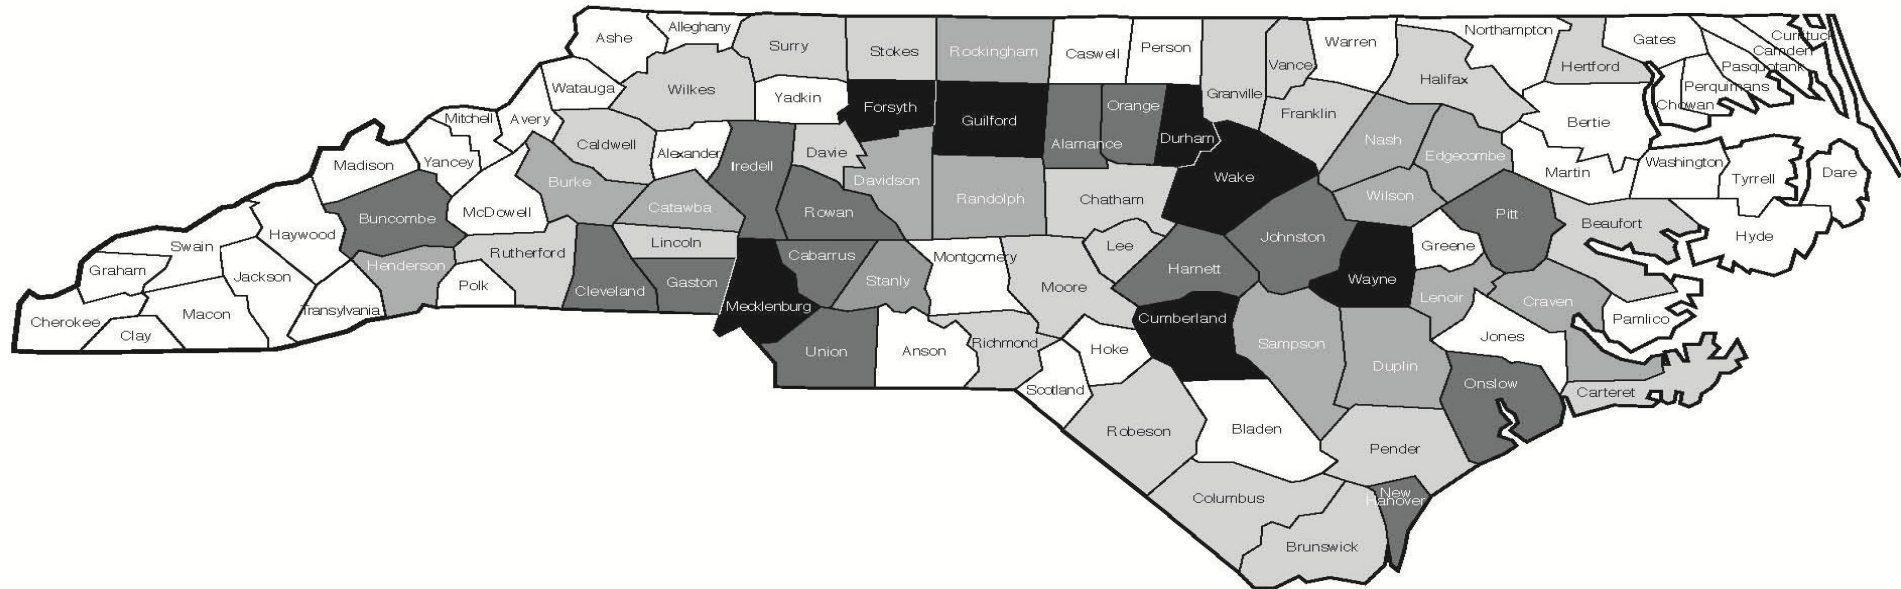 Ashe
Alleghany
Surry
Stokes
Rockingham
Caswell
Person
Granville
Vance
Warren
Northampton
Hertford
Gates
Currituck
Camden
Pasquotank
Perquimans
Chowan
Watauga
Wilkes
Yadkin
Forsyth
Guilford
Alamance
Orange
Durham
Franklin
Halifax
Bertie
Mitchell
Avery
Caldwell
Alexander
Iredell
Davie
Davidson
Randolph
Chatham
Wake
Nash
Edgecombe
Martin
Washington
Tyrrell
Dare
Madison
Yancey
Burke
Catawba
Rowan
Wilson
Pitt
Beaufort
Hyde
Buncombe
McDowell
Haywood
Swain
Graham
Jackson
Henderson
Rutherford
Lincoln
Cabarrus
Montgomery
Lee
Johnston
Greene
Cherokee
Clay
Macon
Transylvania
Polk
Cleveland
Gaston
Mecklenburg
Stanly
Moore
Harnett
Wayne
Lenoir
Craven
Pamlico
Union
Anson
Richmond
Hoke
Cumberland
Sampson
Duplin
Jones
Onslow
Carteret
Scotland
Robeson
Bladen
Pender
Columbus
New
Hanover
Brunswick